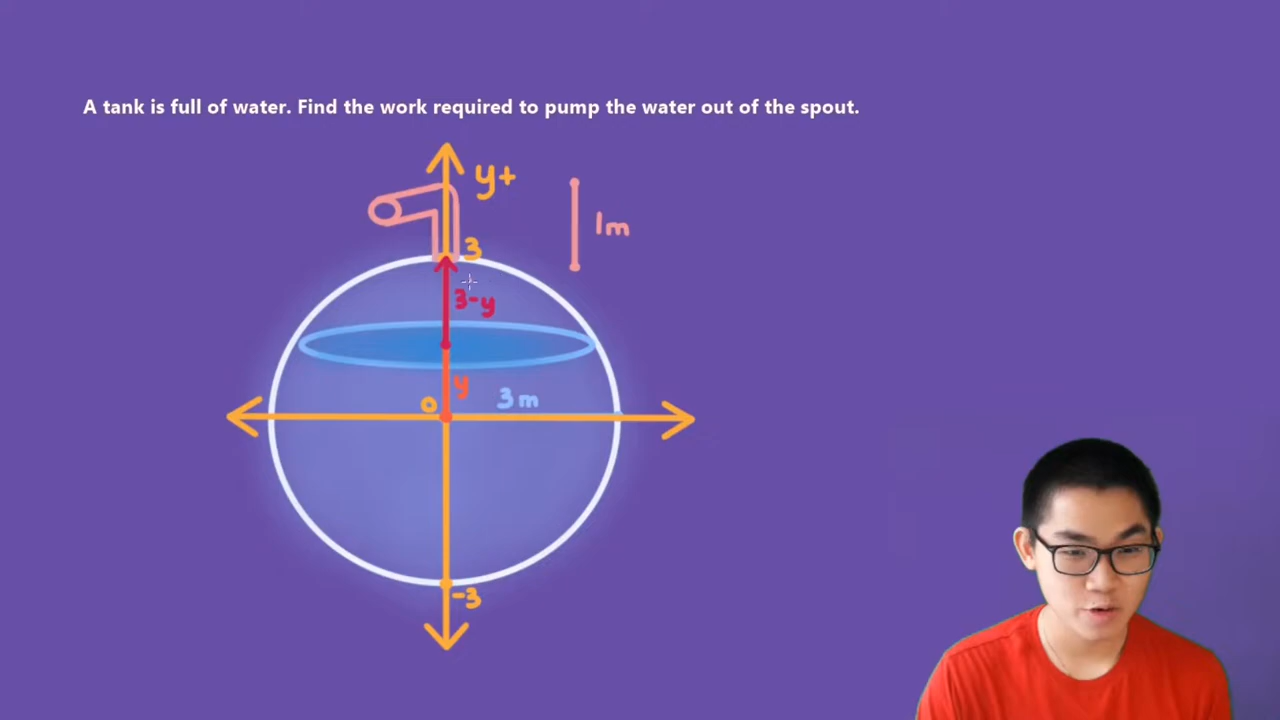 A tank is full of water. Find the work required to pump the water out of the spout.
y+
1m
3
3-y
y
0
3m
-3